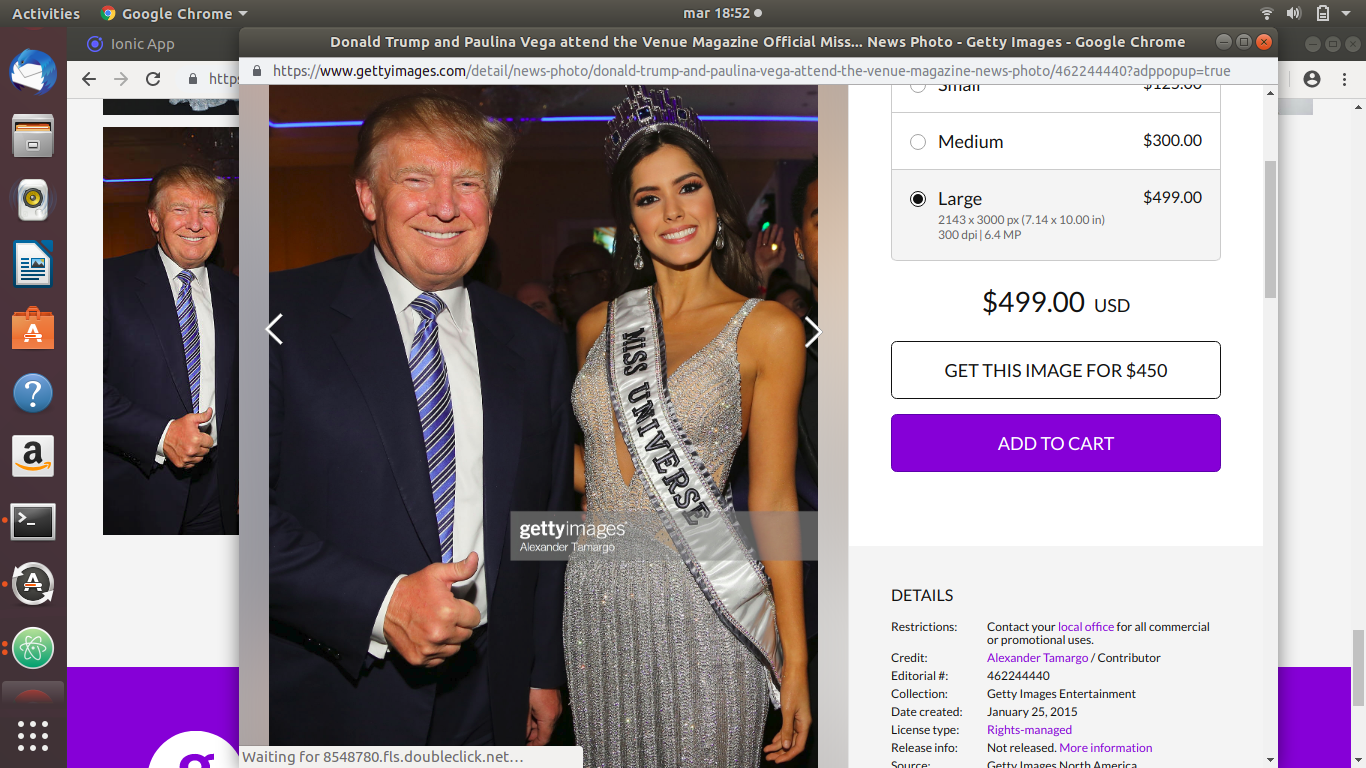 Activities
Google Chrome
mar 18:52
Ionic App
Donald Trump and Paulina Vega attend the Venue Magazine Official Miss... News Photo - Getty Images - Google Chrome
https
https://www.gettyimages.com/detail/news-photo/donald-trump-and-paulina-vega-attend-the-venue-magazine-news-photo/462244440?adppopup=true
Small $125.00
Medium $300.00
Large $499.00
2143 x 3000 px (7.14 x 10.00 in)
300 dpi | 6.4 MP
$499.00 USD
GET THIS IMAGE FOR $450
ADD TO CART
MISS UNIVERSE
gettyimages
Alexander Tamargo
DETAILS
Restrictions: Contact your local office for all commercial
or promotional uses.
Credit: Alexander Tamargo / Contributor
Editorial #: 462244440
Collection: Getty Images Entertainment
Date created: January 25, 2015
License type: Rights-managed
Release info: Not released. More information
Source: Getty Images North America
Waiting for 8548780.fls.doubleclick.net…